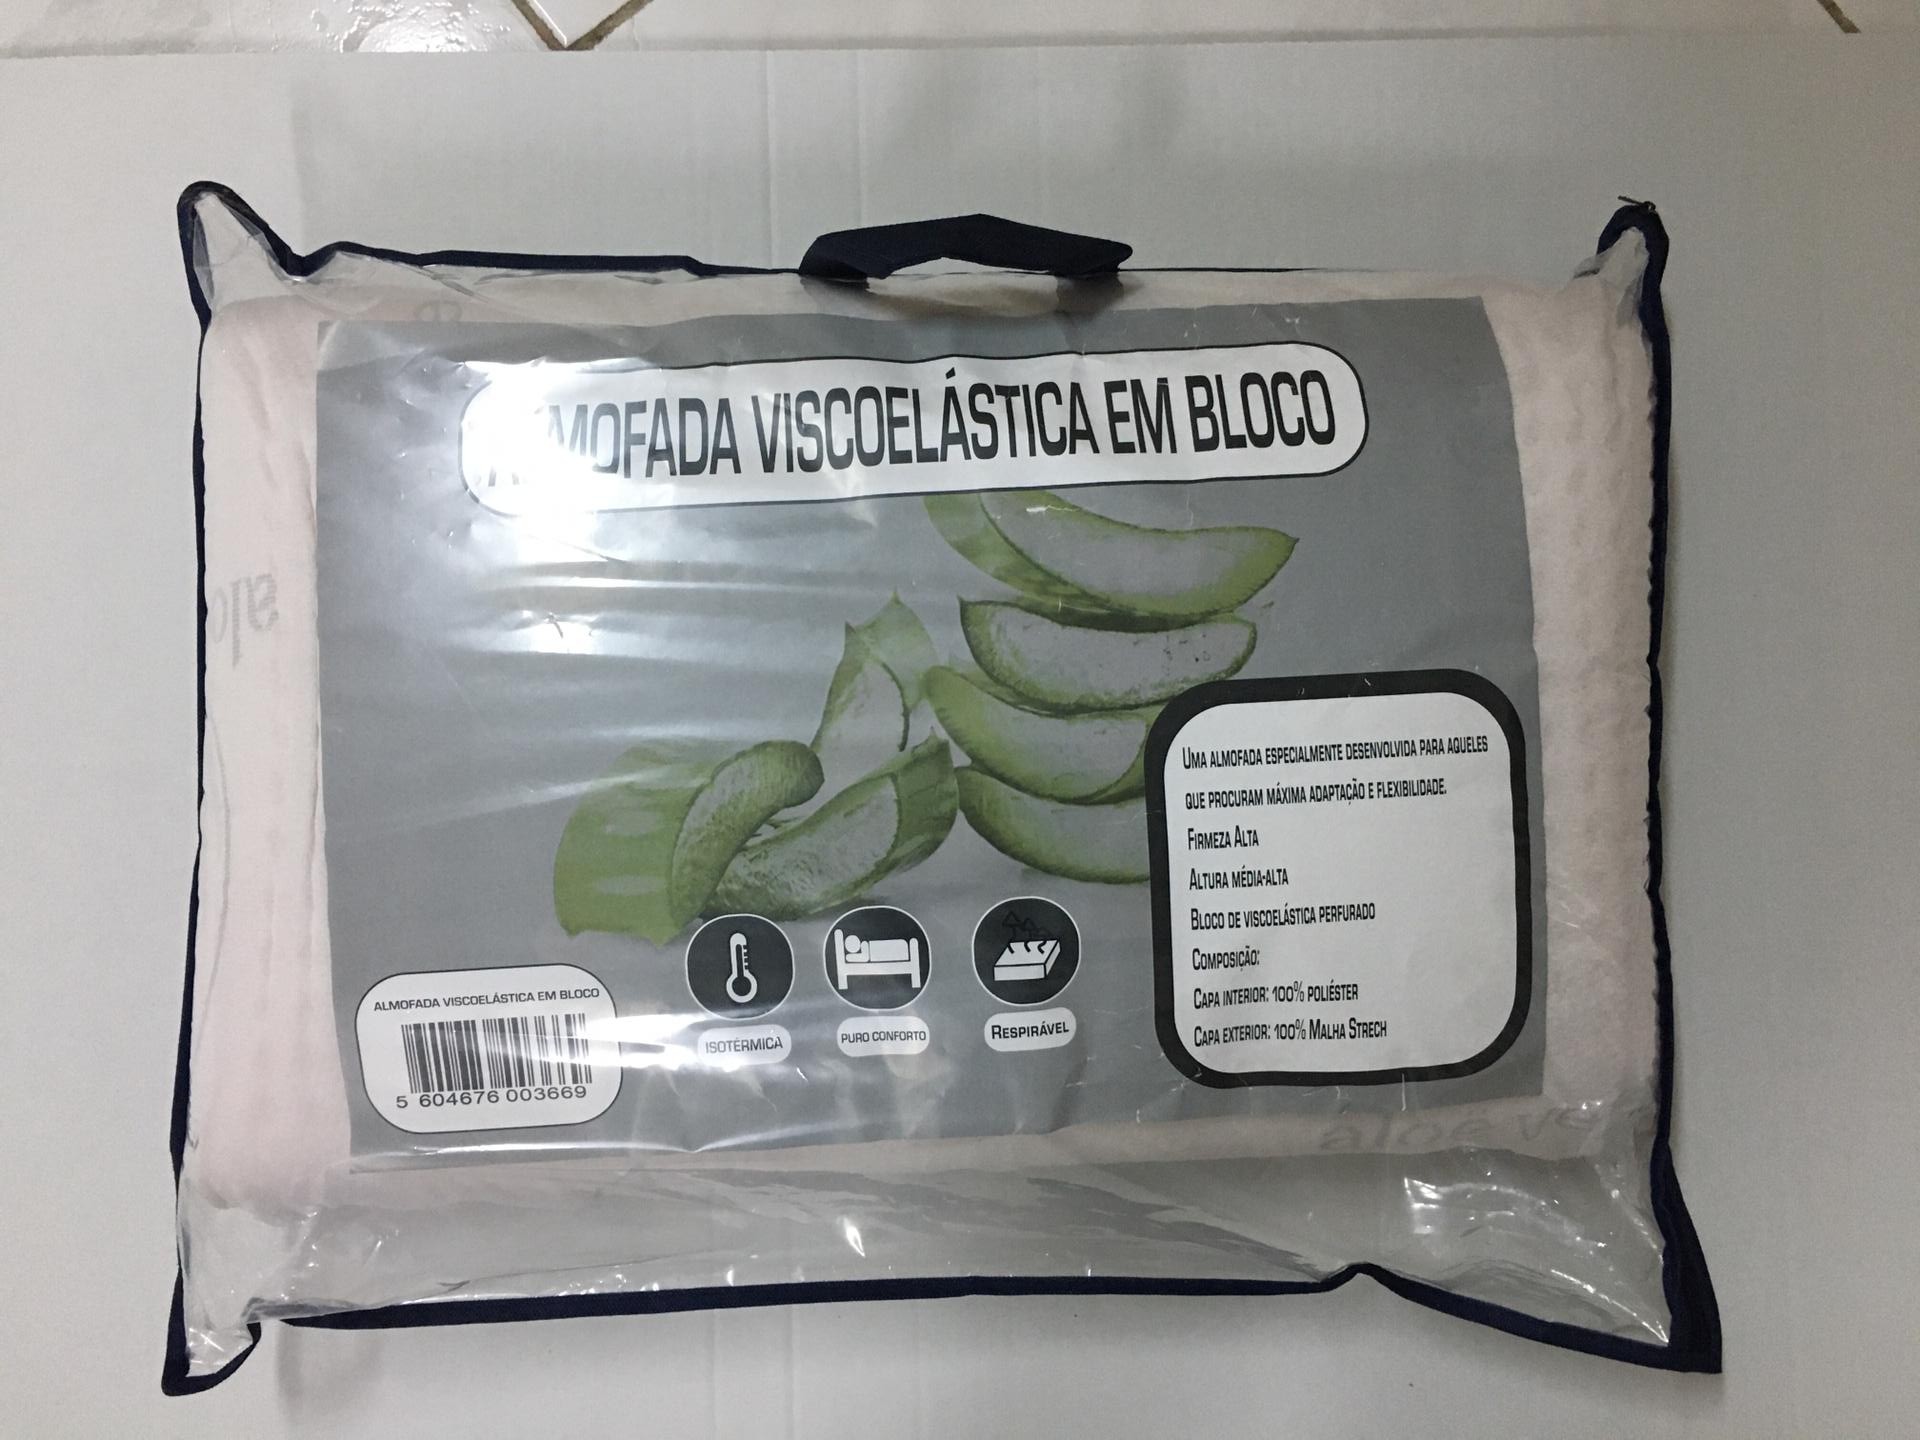 ALMOFADA VISCOELÁSTICA EM BLOCO
UMA ALMOFADA ESPECIALMENTE DESENVOLVIDA PARA AQUELES
QUE PROCURAM MÁXIMA ADAPTAÇÃO E FLEXIBILIDADE.
FIRMEZA ALTA
ALTURA MÉDIA-ALTA
BLOCO DE VISCOELÁSTICA PERFURADO
COMPOSIÇÃO:
CAPA INTERIOR: 100% POLIÉSTER
CAPA EXTERIOR: 100% MALHA STRECH
ISOTÉRMICA
PURO CONFORTO
RESPIRÁVEL
ALMOFADA VISCOELÁSTICA EM BLOCO
5 604676 003669
aloe ve